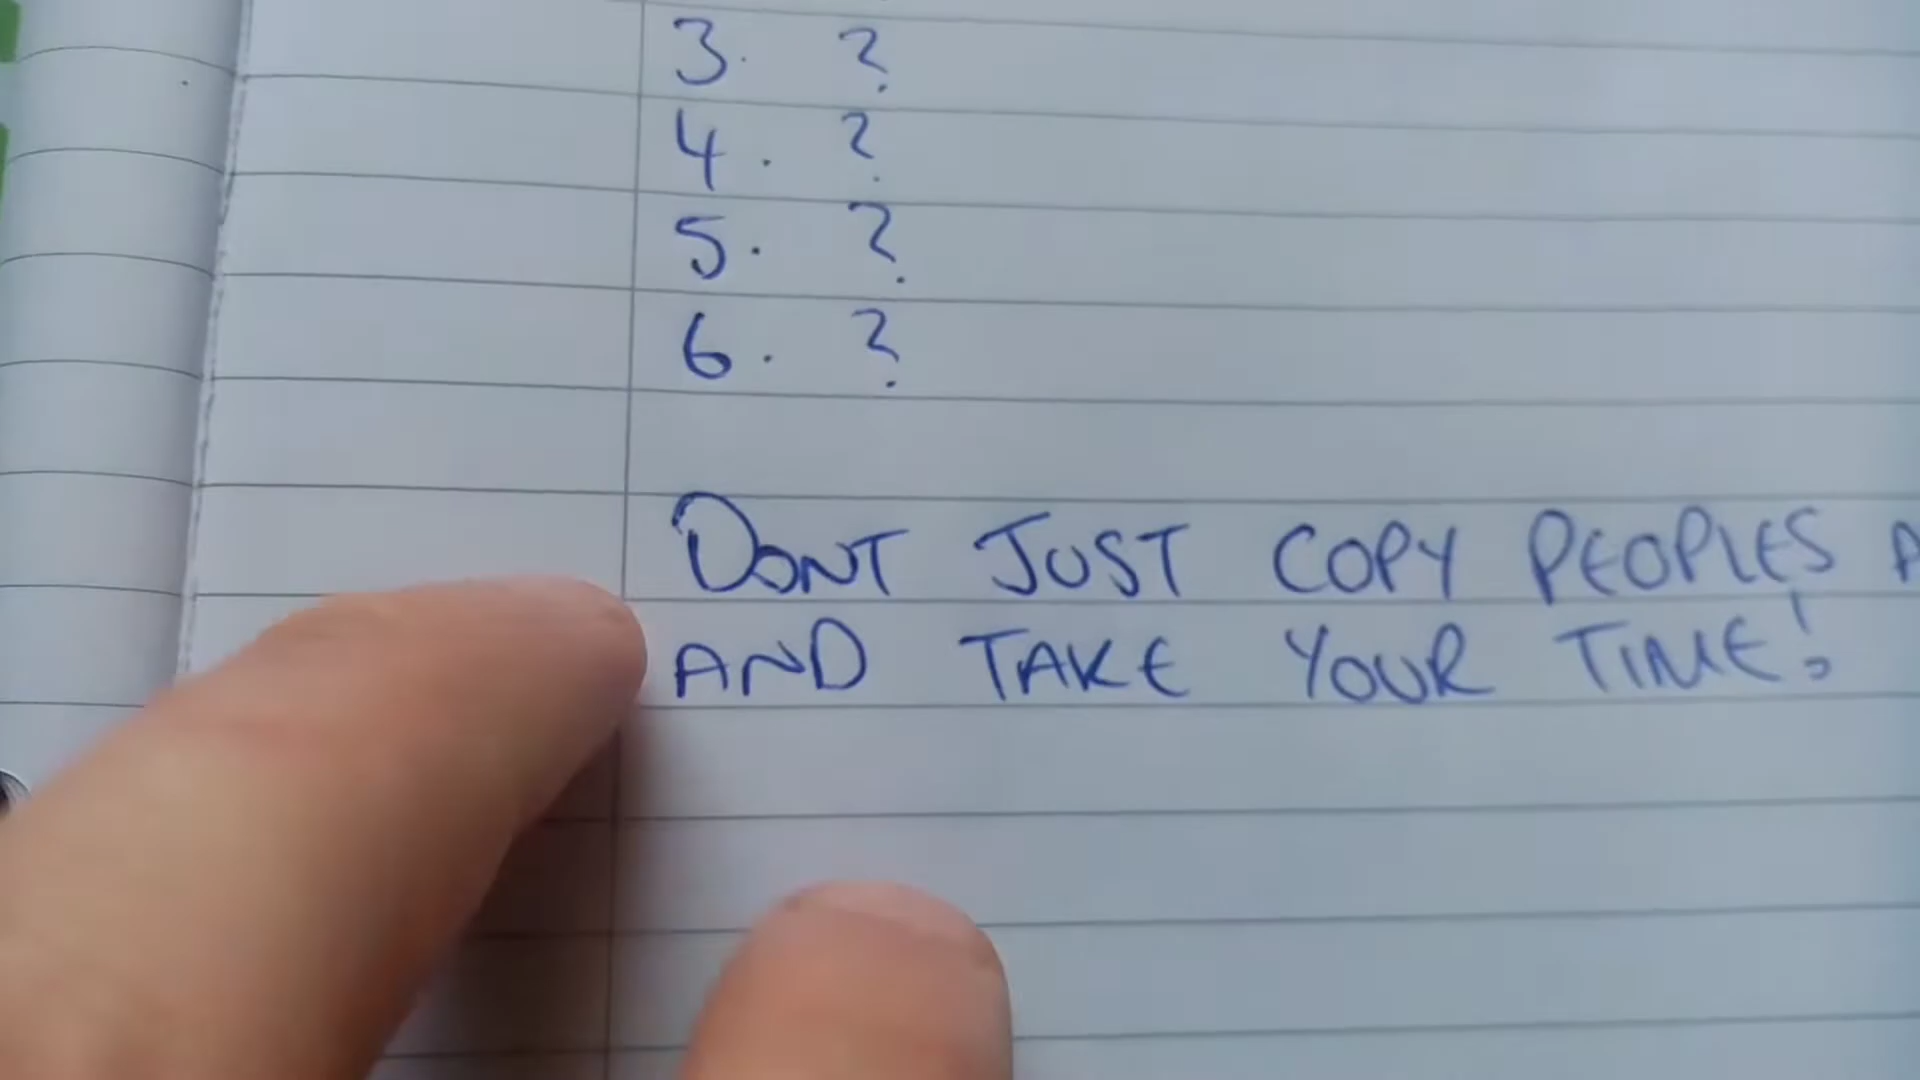 3. ?
4. ?
5. ?
6. ?
DONT JUST COPY PEOPLES
AND TAKE YOUR TIME!